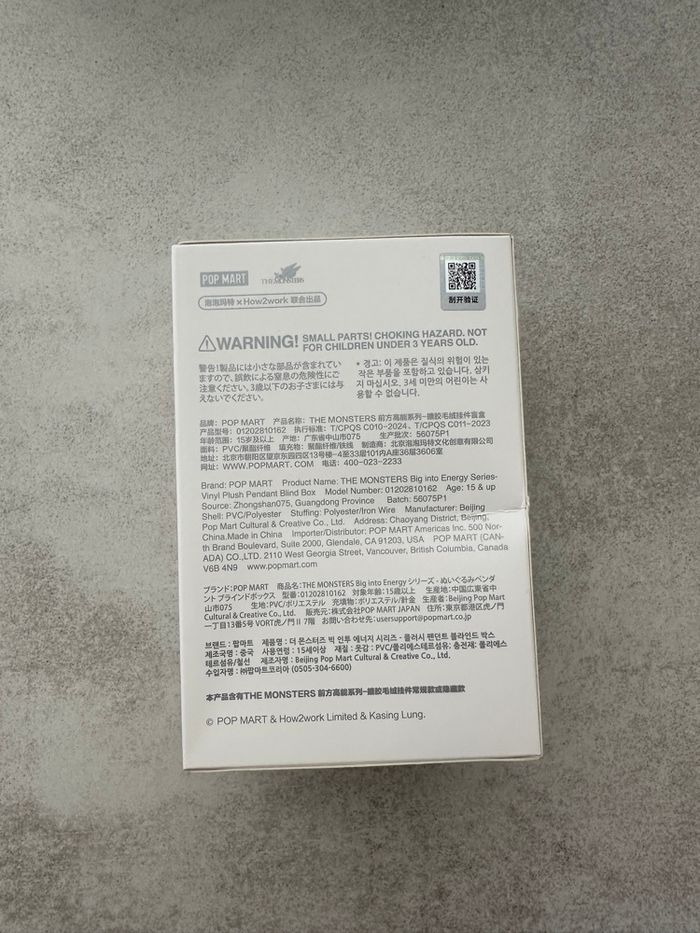 POP MART THE MONSTERS
泡泡玛特 × How2work 联合出品
刮开验证
WARNING! SMALL PARTS! CHOKING HAZARD. NOT
FOR CHILDREN UNDER 3 YEARS OLD.
警告!製品には小さな部品が含まれてい
ますので、誤飲による窒息の危険性にご
注意ください。3歳以下のお子さまには与
えないでください。
* 경고: 이 제품은 질식의 위험이 있는
작은 부품을 포함하고 있습니다. 삼키
지 마십시오. 3세 미만의 어린이는 사
용할 수 없습니다.
品牌：POP MART 产品名称：THE MONSTERS 前方高能系列-搪胶毛绒挂件盲盒
产品型号：01202810162 执行标准：T/CPQS C010-2024、T/CPQS C011-2023
年龄范围：15岁及以上 产地：广东省中山市075 生产批次：56075P1
面料：PVC/聚酯纤维 填充物：聚酯纤维/铁线 制造商：北京泡泡玛特文化创意有限公司
地址：北京市朝阳区望京东园四区13号楼-4至33层101内A座36层3606室
网址：WWW.POPMART.COM 电话：400-023-2233
Brand: POP MART Product Name: THE MONSTERS Big into Energy Series-
Vinyl Plush Pendant Blind Box Model Number: 01202810162 Age: 15 & up
Source: Zhongshan075, Guangdong Province Batch: 56075P1
Shell: PVC/Polyester Stuffing: Polyester/Iron Wire Manufacturer: Beijing
Pop Mart Cultural & Creative Co., Ltd. Address: Chaoyang District, Beijing,
China.Made in China Importer/Distributor: POP MART Americas Inc. 500 Nor-
th Brand Boulevard, Suite 2000, Glendale, CA 91203, USA POP MART (CAN-
ADA) CO.,LTD. 2110 West Georgia Street, Vancouver, British Columbia, Canada
V6B 4N9 www.popmart.com
ブランド：POP MART 商品名：THE MONSTERS Big into Energy シリーズ - ぬいぐるみペンダ
ント ブラインドボックス 型番：01202810162 対象年齢：15歳以上 生産地：中国広東省中
山市075 生地：PVC/ポリエステル 充填物：ポリエステル/針金 生産者：Beijing Pop Mart
Cultural & Creative Co., Ltd. 販売元：株式会社POP MART JAPAN 住所：東京都港区虎ノ門
一丁目13番5号 VORT虎ノ門 II 7階 お問い合わせ先：usersupport@popmart.co.jp
브랜드 : 팝마트 제품명 : 더 몬스터즈 빅 인투 에너지 시리즈 - 플러시 펜던트 블라인드 박스
제조국명 : 중국 사용연령 : 15세이상 재질 : 옷감 : PVC/폴리에스테르섬유; 충전재: 폴리에스
테르섬유/철선 제조자명 : Beijing Pop Mart Cultural & Creative Co., Ltd.
수입자명 : ㈜팝마트코리아 (0505-304-6600)
本产品含有THE MONSTERS 前方高能系列-搪胶毛绒挂件常规款或隐藏款
© POP MART & How2work Limited & Kasing Lung.